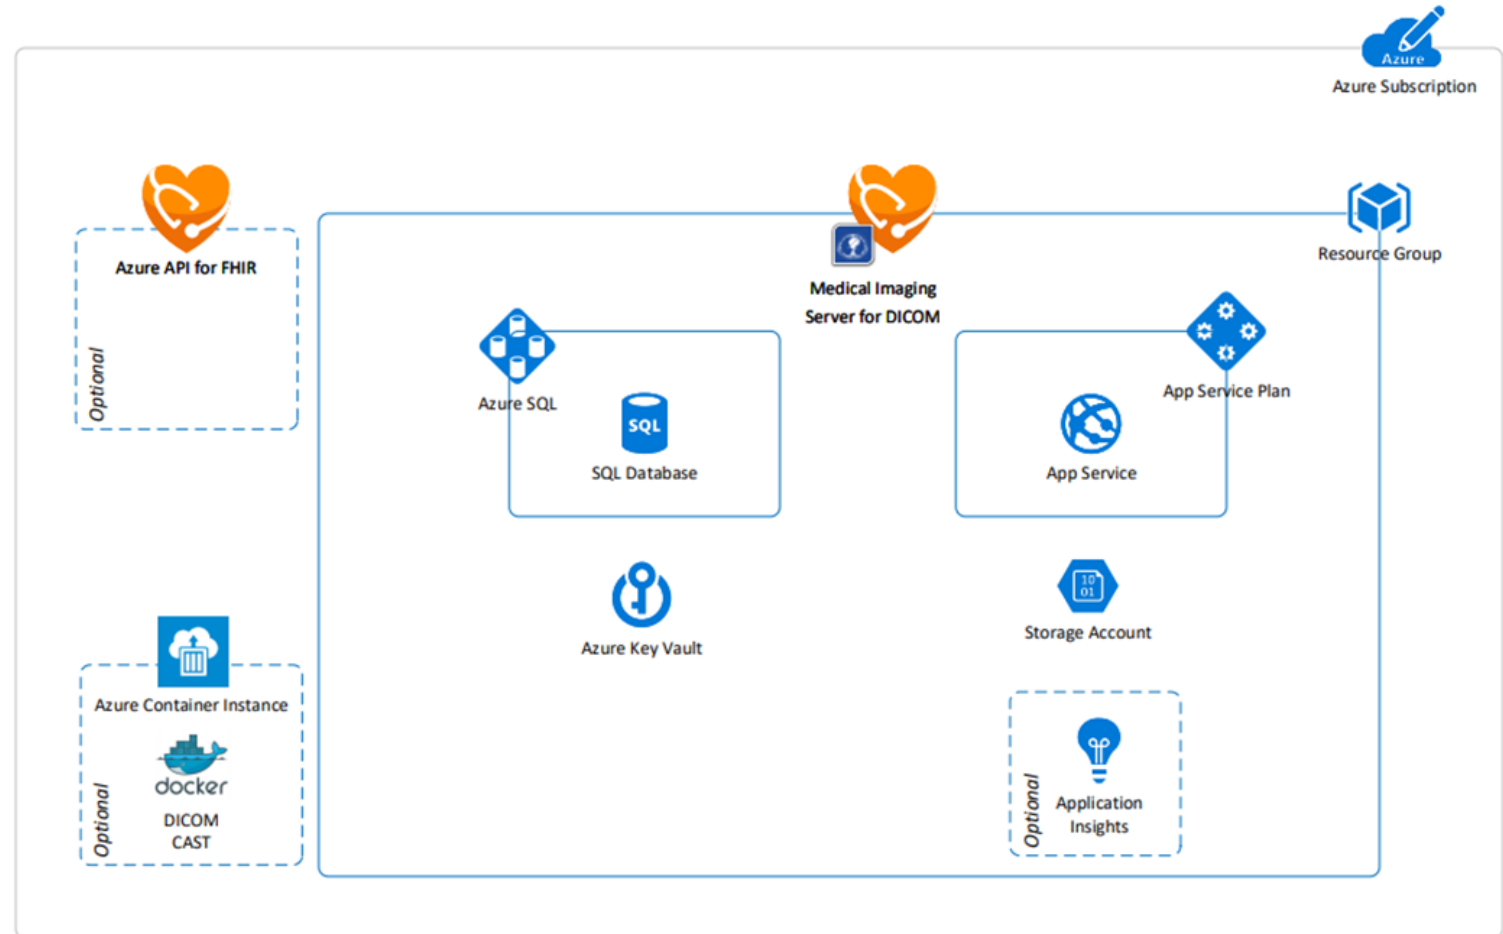 Azure
Azure Subscription
Azure API for FHIR
Optional
Resource Group
Medical Imaging
Server for DICOM
Azure SQL
SQL
SQL Database
App Service Plan
App Service
Azure Key Vault
10
01
Storage Account
Azure Container Instance
docker
DICOM
CAST
Optional
Application
Insights
Optional